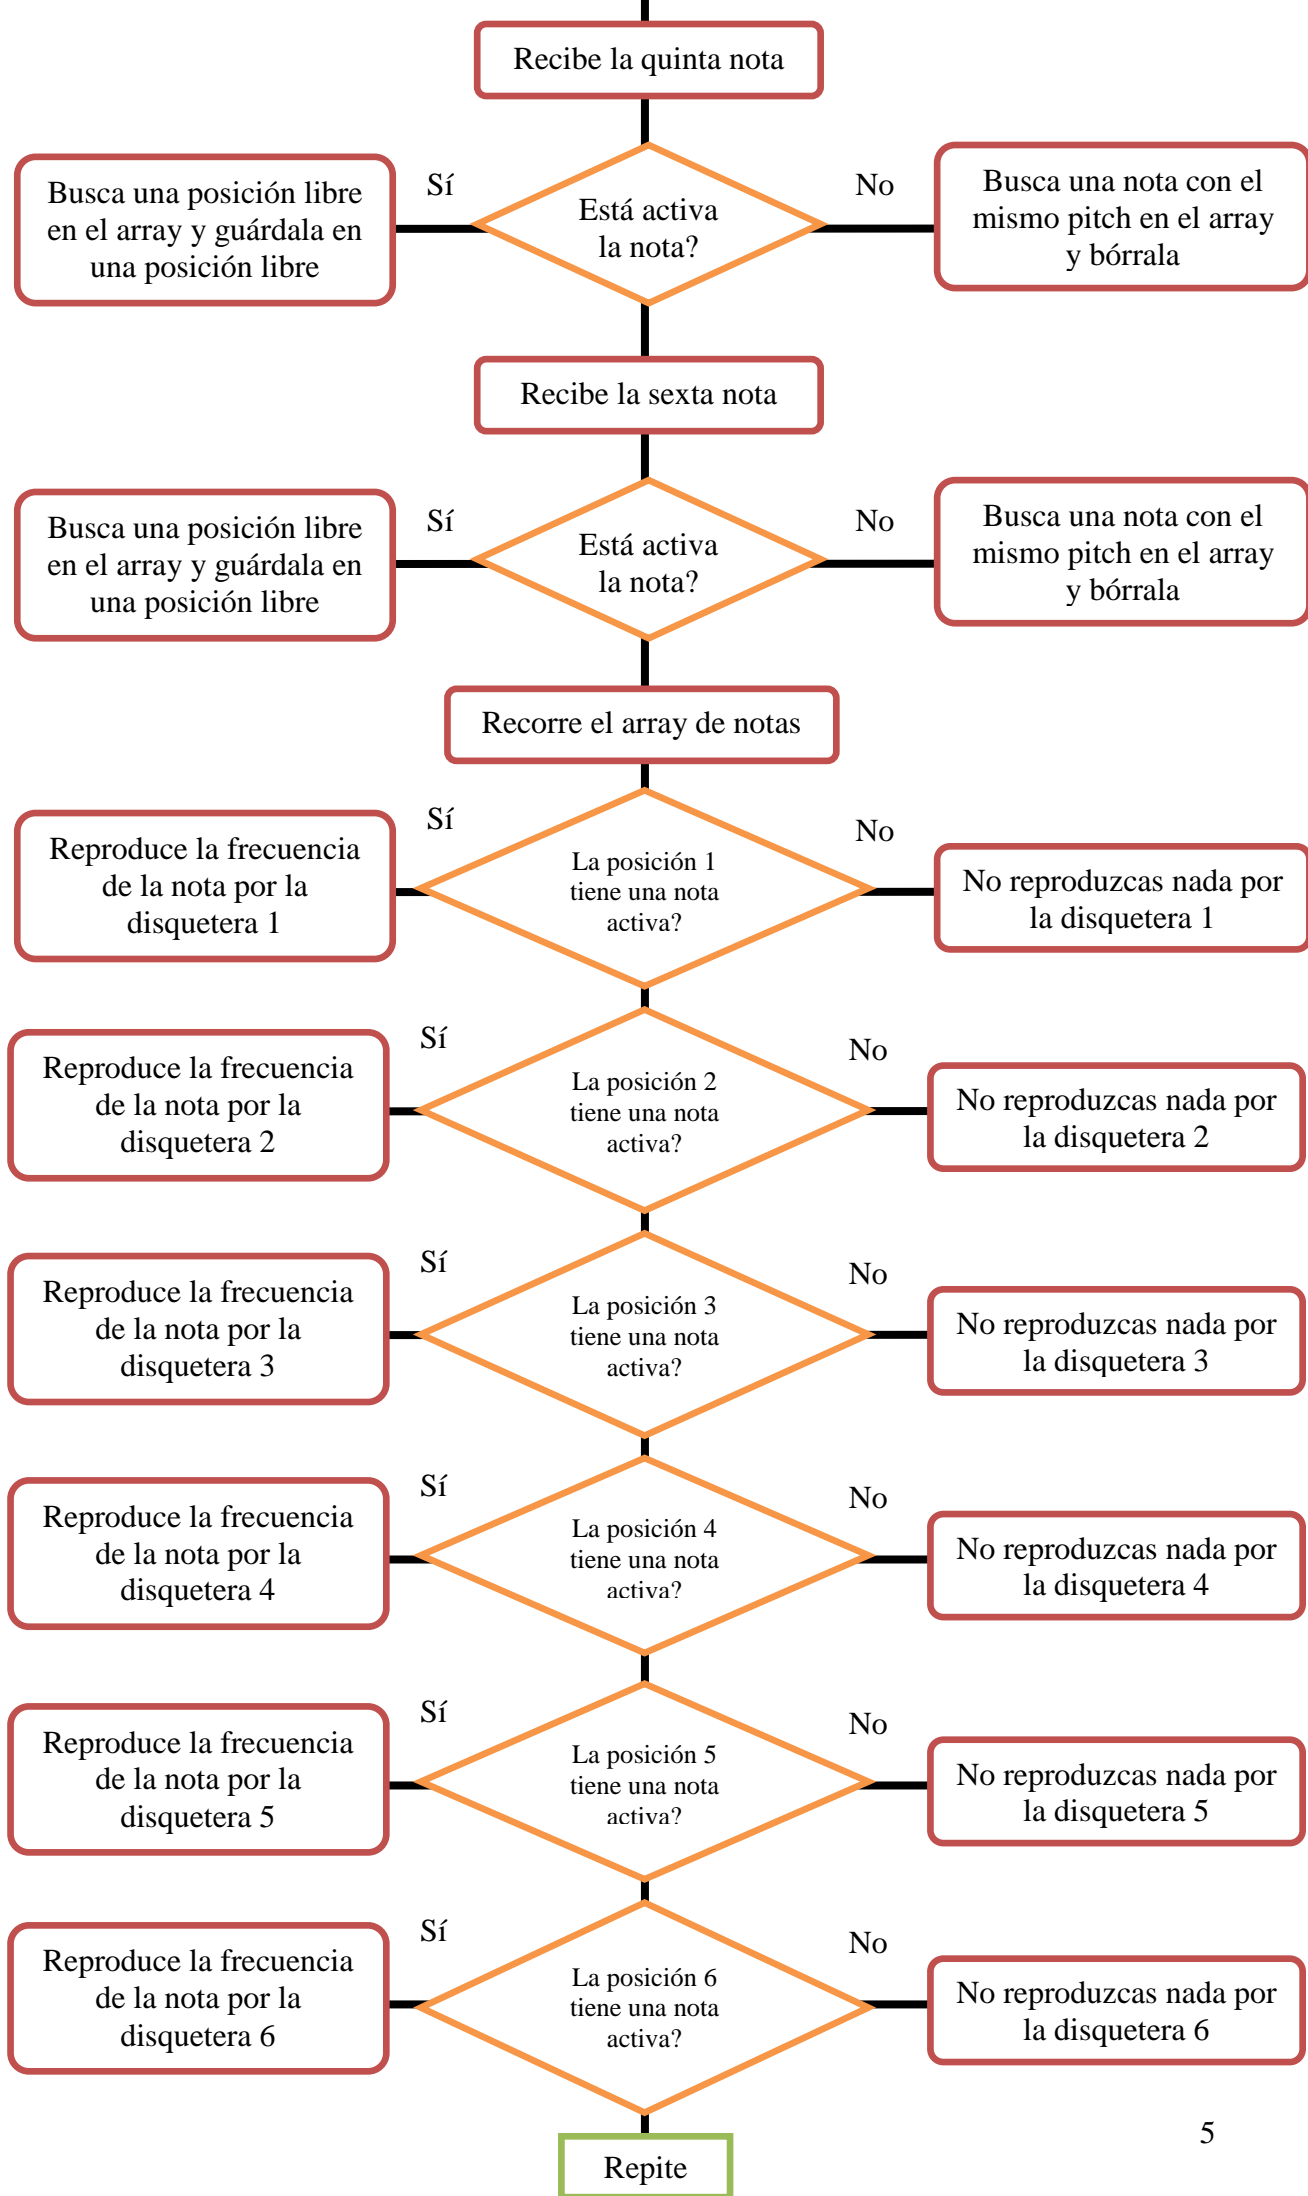 Recibe la quinta nota
Sí
No
Busca una posición libre
en el array y guárdala en
una posición libre
Está activa
la nota?
Busca una nota con el
mismo pitch en el array
y bórrala
Recibe la sexta nota
Sí
No
Busca una posición libre
en el array y guárdala en
una posición libre
Está activa
la nota?
Busca una nota con el
mismo pitch en el array
y bórrala
Recorre el array de notas
Sí
No
Reproduce la frecuencia
de la nota por la
disquetera 1
La posición 1
tiene una nota
activa?
No reproduzcas nada por
la disquetera 1
Sí
No
Reproduce la frecuencia
de la nota por la
disquetera 2
La posición 2
tiene una nota
activa?
No reproduzcas nada por
la disquetera 2
Sí
No
Reproduce la frecuencia
de la nota por la
disquetera 3
La posición 3
tiene una nota
activa?
No reproduzcas nada por
la disquetera 3
Sí
No
Reproduce la frecuencia
de la nota por la
disquetera 4
La posición 4
tiene una nota
activa?
No reproduzcas nada por
la disquetera 4
Sí
No
Reproduce la frecuencia
de la nota por la
disquetera 5
La posición 5
tiene una nota
activa?
No reproduzcas nada por
la disquetera 5
Sí
No
Reproduce la frecuencia
de la nota por la
disquetera 6
La posición 6
tiene una nota
activa?
No reproduzcas nada por
la disquetera 6
5
Repite